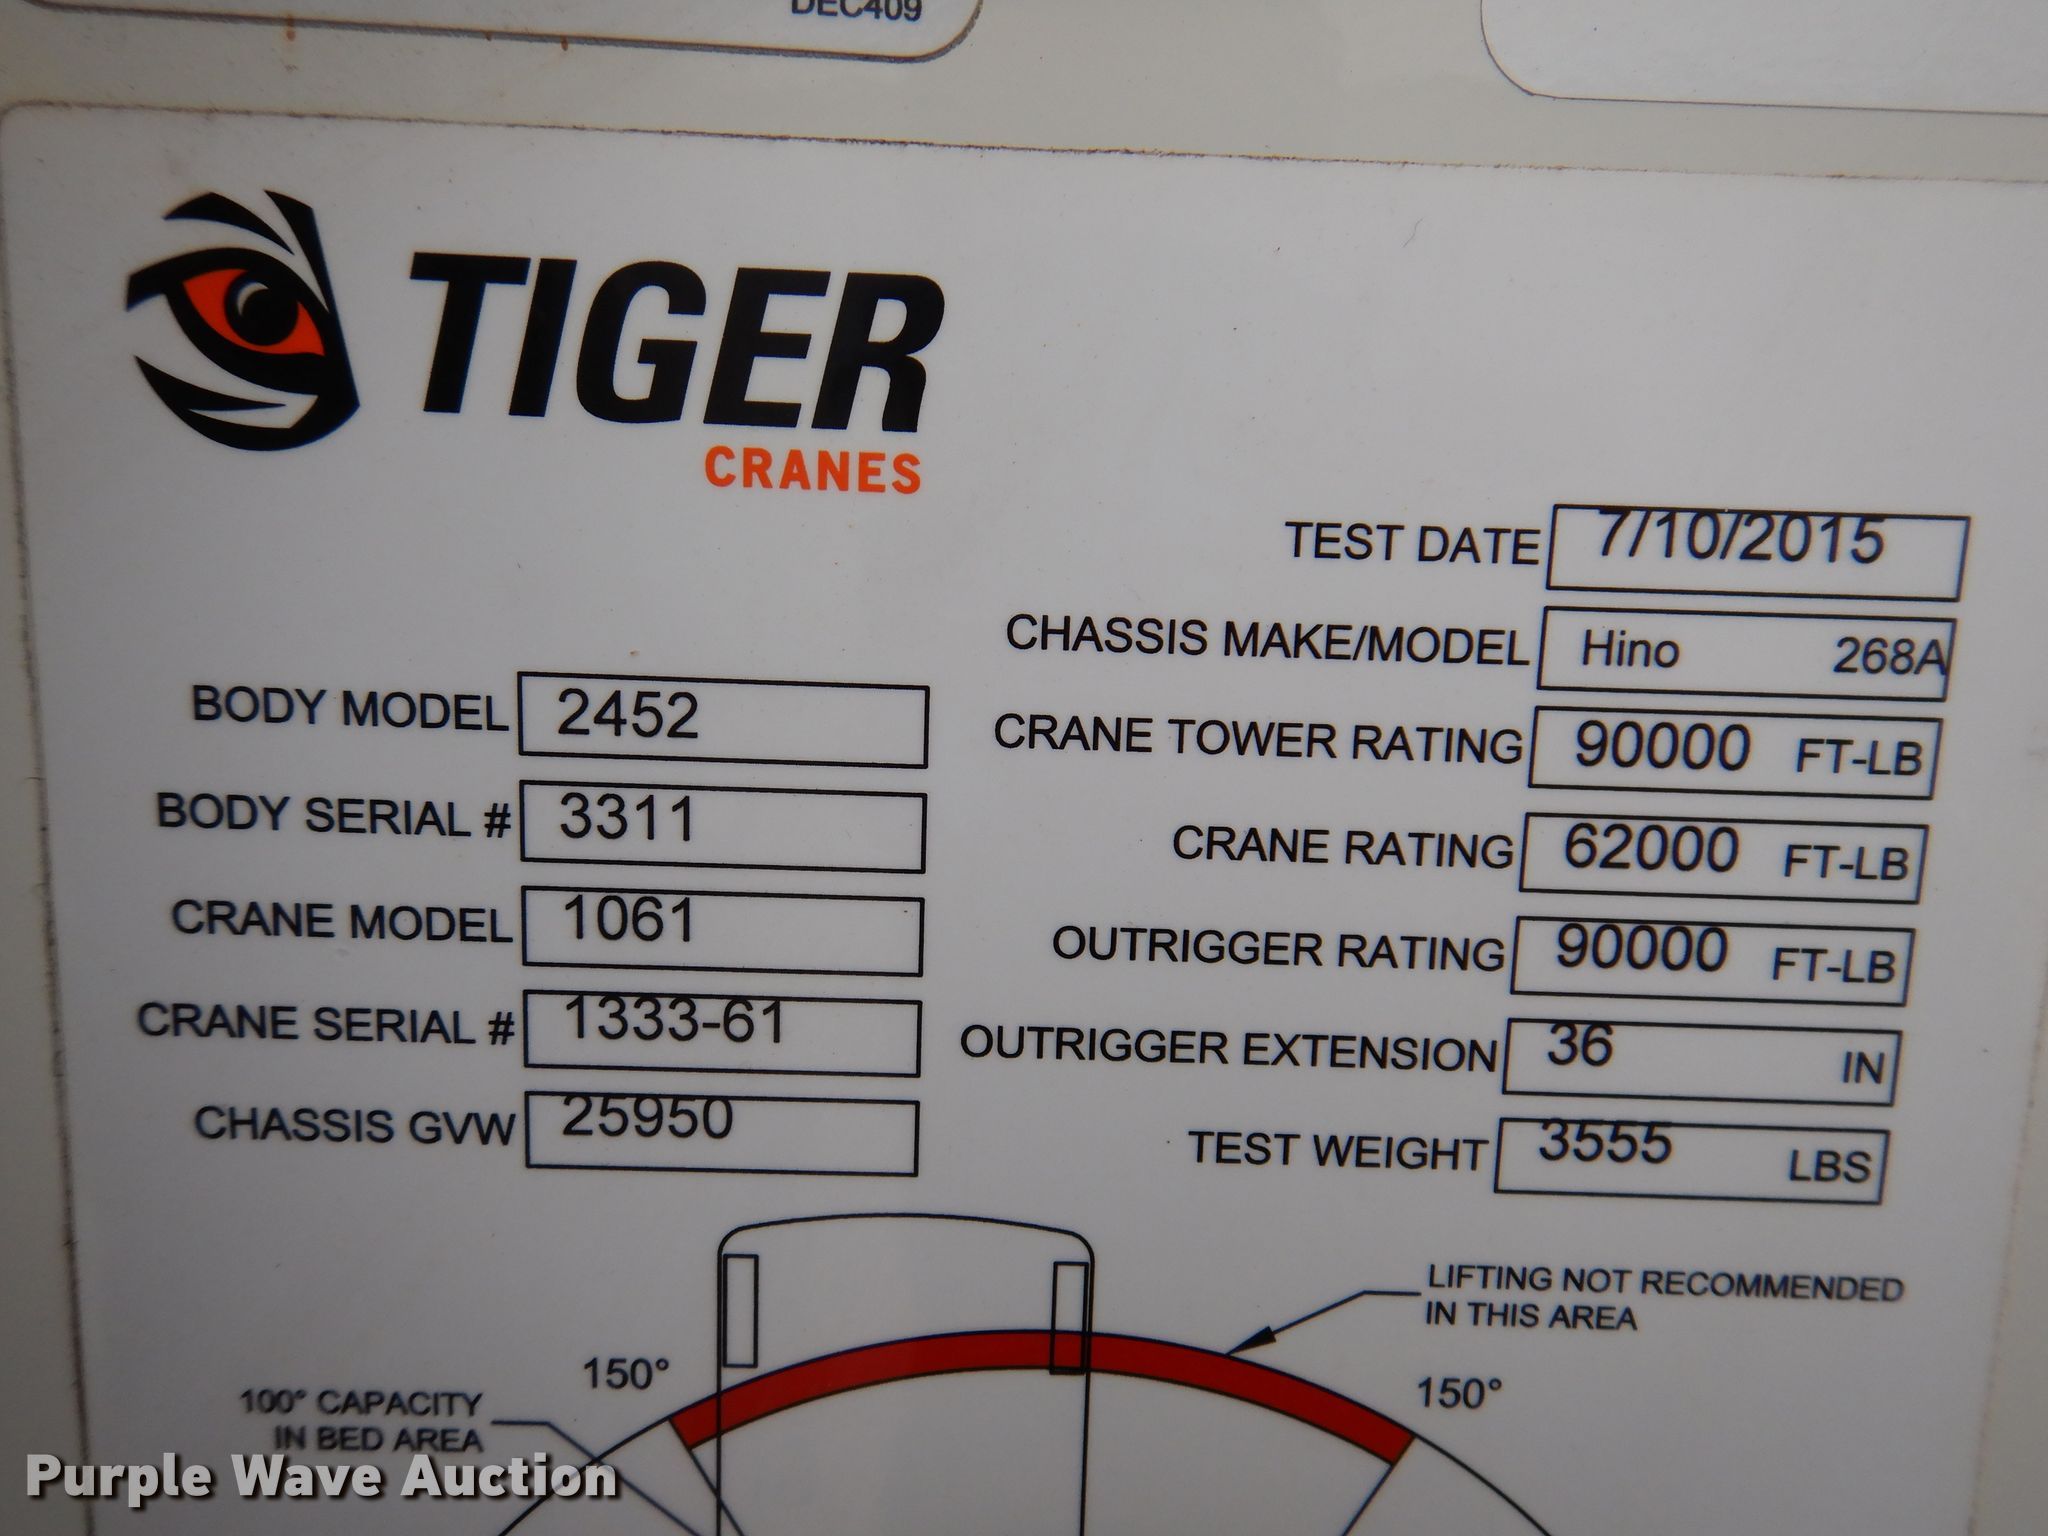 DEC409
TIGER
CRANES
TEST DATE 7/10/2015
CHASSIS MAKE/MODEL Hino 268A
CRANE TOWER RATING 90000 FT-LB
CRANE RATING 62000 FT-LB
OUTRIGGER RATING 90000 FT-LB
OUTRIGGER EXTENSION 36 IN
TEST WEIGHT 3555 LBS
BODY MODEL 2452
BODY SERIAL # 3311
CRANE MODEL 1061
CRANE SERIAL # 1333-61
CHASSIS GVW 25950
LIFTING NOT RECOMMENDED
IN THIS AREA
150°
150°
100° CAPACITY
IN BED AREA
Purple Wave Auction